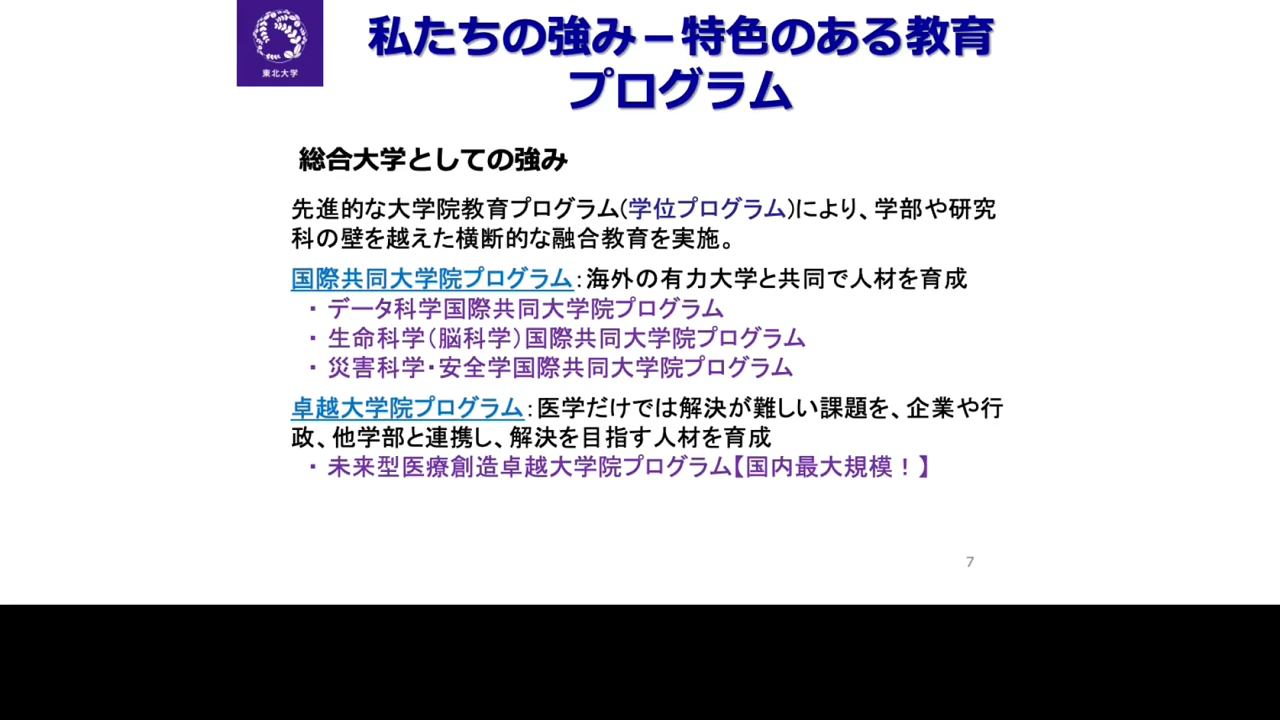 東北大学
私たちの強み－特色のある教育
プログラム
総合大学としての強み
先進的な大学院教育プログラム(学位プログラム)により、学部や研究
科の壁を越えた横断的な融合教育を実施。
国際共同大学院プログラム：海外の有力大学と共同で人材を育成
・ データ科学国際共同大学院プログラム
・ 生命科学（脳科学）国際共同大学院プログラム
・ 災害科学・安全学国際共同大学院プログラム
卓越大学院プログラム：医学だけでは解決が難しい課題を、企業や行
政、他学部と連携し、解決を目指す人材を育成
・ 未来型医療創造卓越大学院プログラム【国内最大規模！】
7